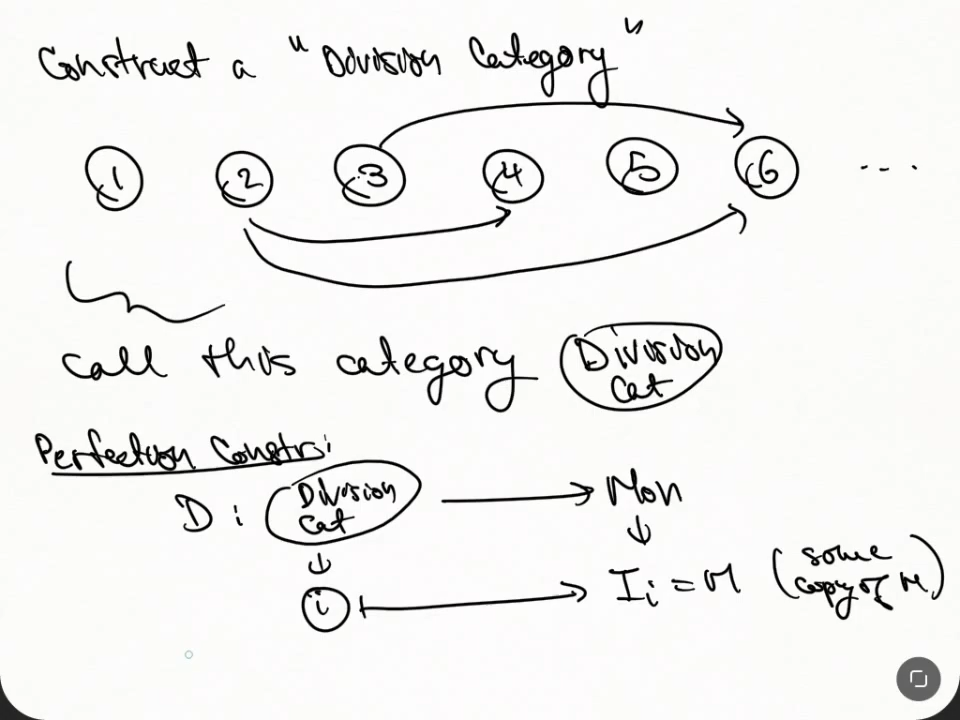 Construct a "Division Category"
1 2 3 4 5 6 ...
call this category Division Cat
Perfection Constr:
D : Division Cat → Mon
i ↦ I_i = M (some copy of M)